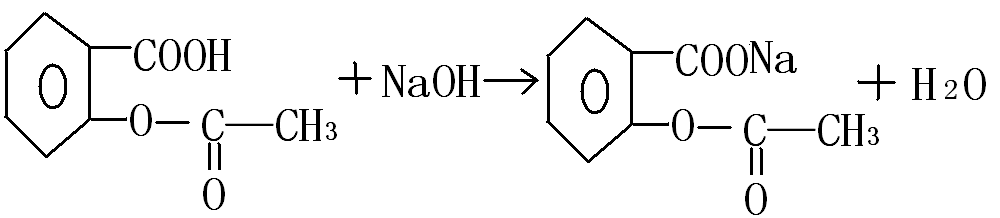 COOH
COONa
+NaOH→
+H2O
O—C—CH3
O—C—CH3
O
O